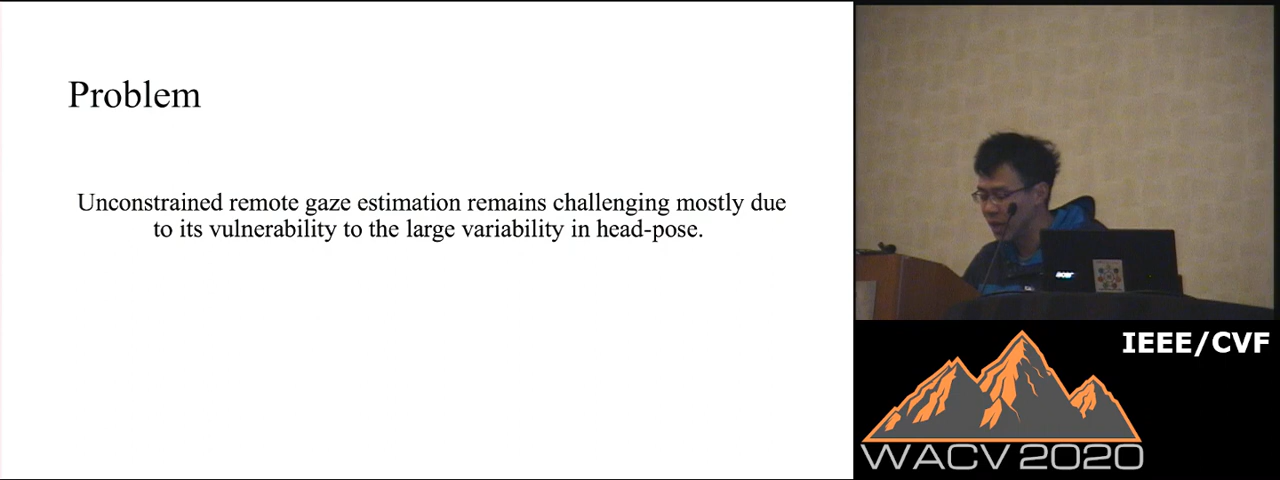 Problem
Unconstrained remote gaze estimation remains challenging mostly due
to its vulnerability to the large variability in head-pose.
acer
IEEE/CVF
WACV 2020